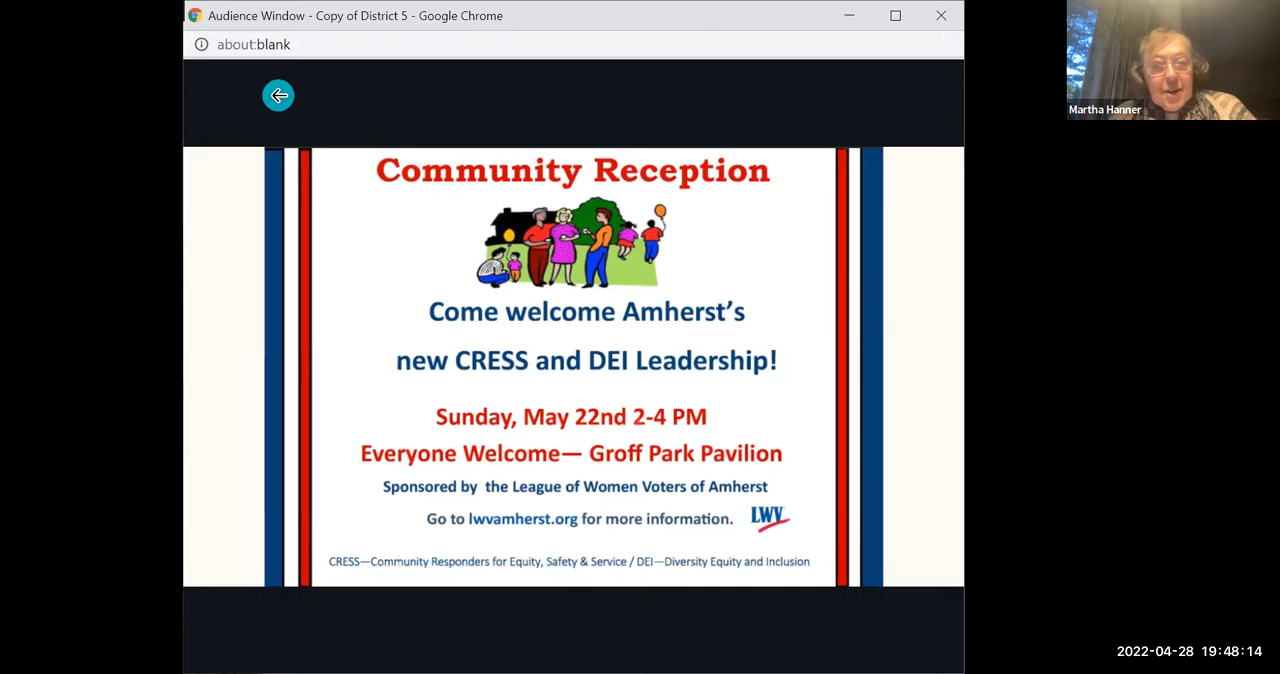 Audience Window - Copy of District 5 - Google Chrome
about:blank
Martha Hanner
Community Reception
Come welcome Amherst's
new CRESS and DEI Leadership!
Sunday, May 22nd 2-4 PM
Everyone Welcome— Groff Park Pavilion
Sponsored by the League of Women Voters of Amherst
Go to lwvamherst.org for more information.
LWV
CRESS—Community Responders for Equity, Safety & Service / DEI—Diversity Equity and Inclusion
2022-04-28 19:48:14